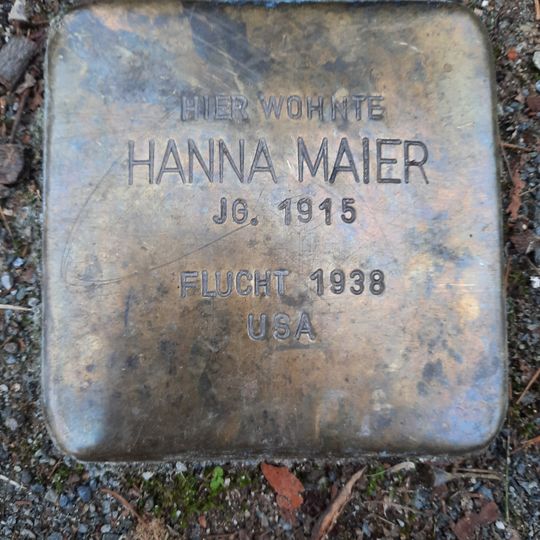 HIER WOHNTE
HANNA MAIER
JG. 1915
FLUCHT 1938
USA